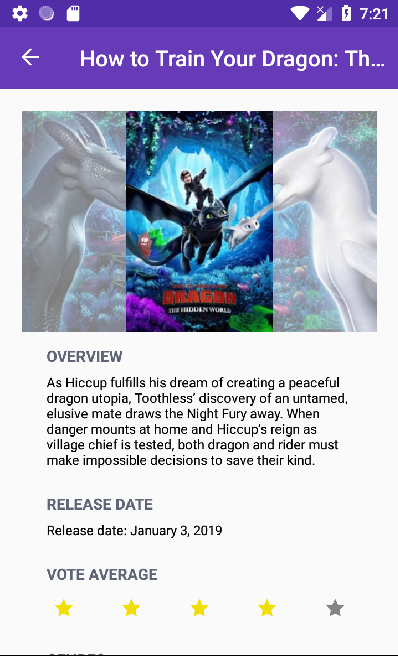 7:21
How to Train Your Dragon: Th...
DRAGON
THE HIDDEN WORLD
OVERVIEW
As Hiccup fulfills his dream of creating a peaceful
dragon utopia, Toothless' discovery of an untamed,
elusive mate draws the Night Fury away. When
danger mounts at home and Hiccup's reign as
village chief is tested, both dragon and rider must
make impossible decisions to save their kind.
RELEASE DATE
Release date: January 3, 2019
VOTE AVERAGE